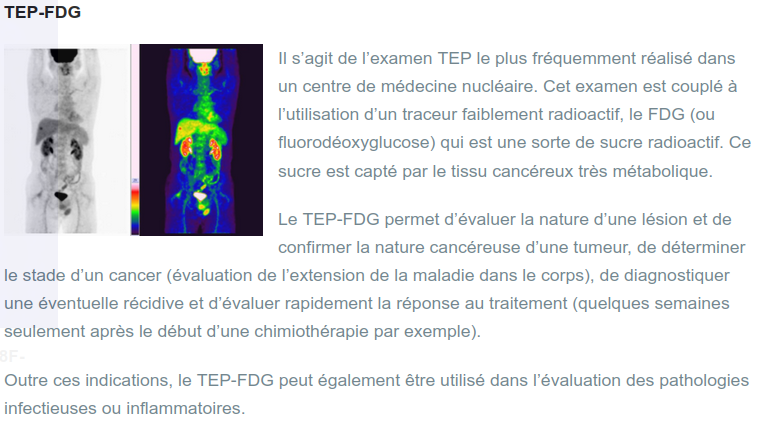 TEP-FDG
Il s’agit de l’examen TEP le plus fréquemment réalisé dans
un centre de médecine nucléaire. Cet examen est couplé à
l’utilisation d’un traceur faiblement radioactif, le FDG (ou
fluorodéoxyglucose) qui est une sorte de sucre radioactif. Ce
sucre est capté par le tissu cancéreux très métabolique.
Le TEP-FDG permet d’évaluer la nature d’une lésion et de
confirmer la nature cancéreuse d’une tumeur, de déterminer
le stade d’un cancer (évaluation de l’extension de la maladie dans le corps), de diagnostiquer
une éventuelle récidive et d’évaluer rapidement la réponse au traitement (quelques semaines
seulement après le début d’une chimiothérapie par exemple).
8F-
Outre ces indications, le TEP-FDG peut également être utilisé dans l’évaluation des pathologies
infectieuses ou inflammatoires.